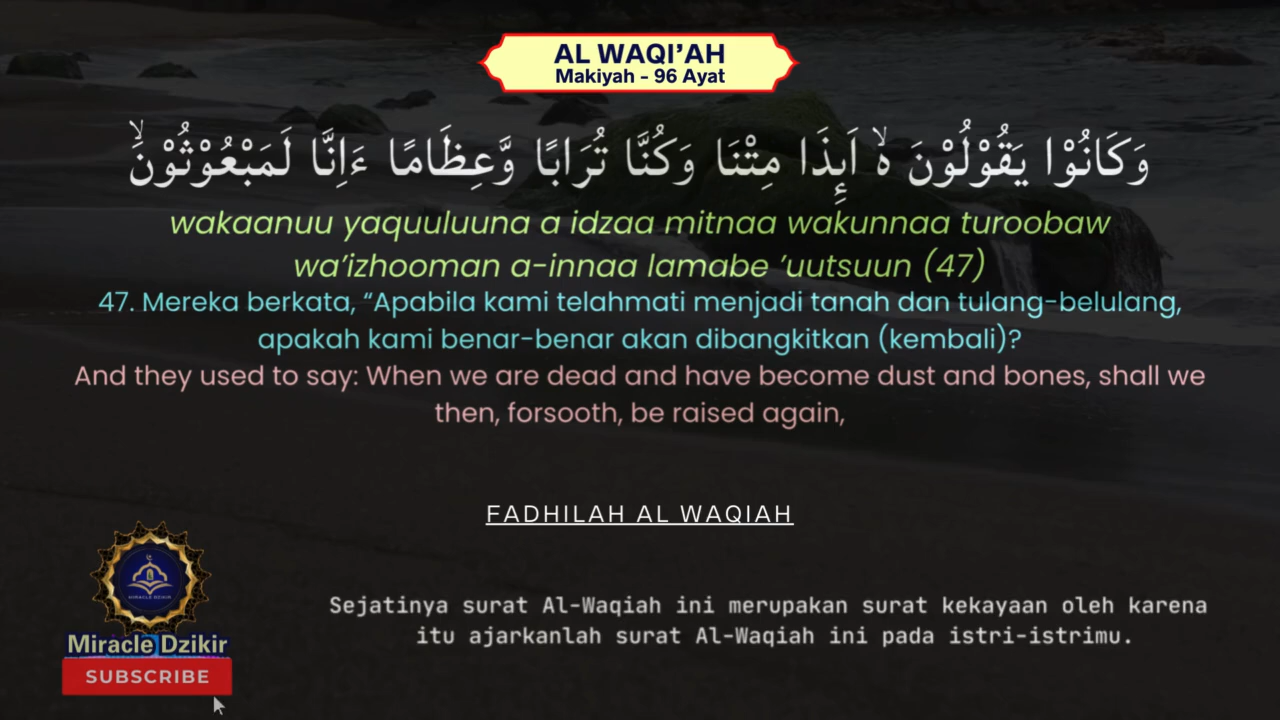 AL WAQI’AH
Makiyah - 96 Ayat
وَكَانُوْا يَقُوْلُوْنَ ەۙ اَىِٕذَا مِتْنَا وَكُنَّا تُرَابًا وَّعِظَامًا ءَاِنَّا لَمَبْعُوْثُوْنَۙ
wakaanuu yaquuluuna a idzaa mitnaa wakunnaa turoobaw
wa’izhooman a-innaa lamabe ‘uutsuun (47)
47. Mereka berkata, “Apabila kami telahmati menjadi tanah dan tulang-belulang,
apakah kami benar-benar akan dibangkitkan (kembali)?
And they used to say: When we are dead and have become dust and bones, shall we
then, forsooth, be raised again,
FADHILAH AL WAQIAH
Sejatinya surat Al-Waqiah ini merupakan surat kekayaan oleh karena
itu ajarkanlah surat Al-Waqiah ini pada istri-istrimu.
MIRACLE DZIKIR
Miracle Dzikir
SUBSCRIBE